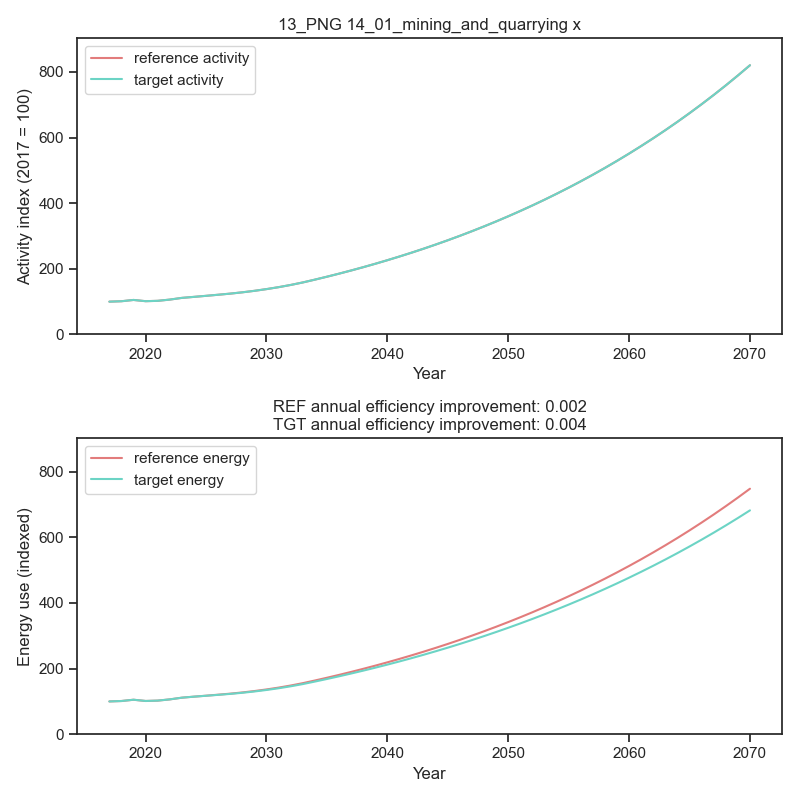 13_PNG 14_01_mining_and_quarrying x
reference activity
target activity
Activity index (2017 = 100)
800
600
400
200
0
2020 2030 2040 2050 2060 2070
Year
REF annual efficiency improvement: 0.002
TGT annual efficiency improvement: 0.004
reference energy
target energy
Energy use (indexed)
800
600
400
200
0
2020 2030 2040 2050 2060 2070
Year